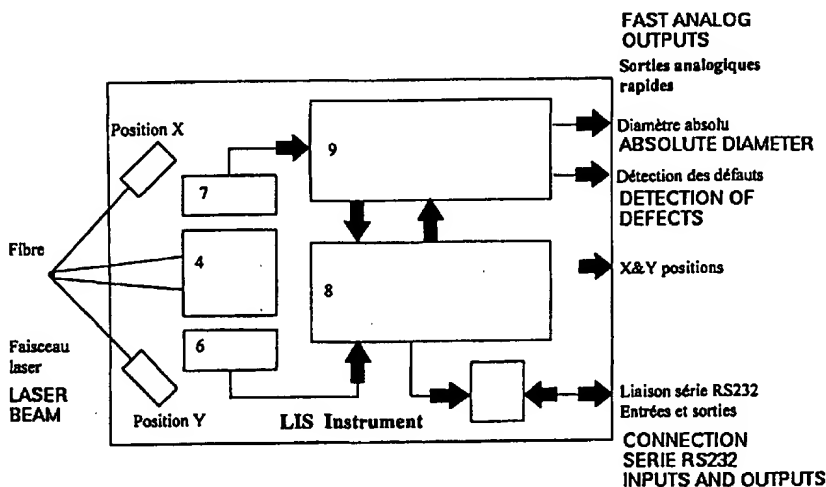 FAST ANALOG
OUTPUTS
Sorties analogiques
rapides
Position X
9
Diamètre absolu
ABSOLUTE DIAMETER
7
Détection des défauts
DETECTION OF
DEFECTS
Fibre
4
8
X&Y positions
Faisceau
laser
LASER
BEAM
6
Position Y
LIS Instrument
Liaison série RS232
Entrées et sorties
CONNECTION
SERIE RS232
INPUTS AND OUTPUTS